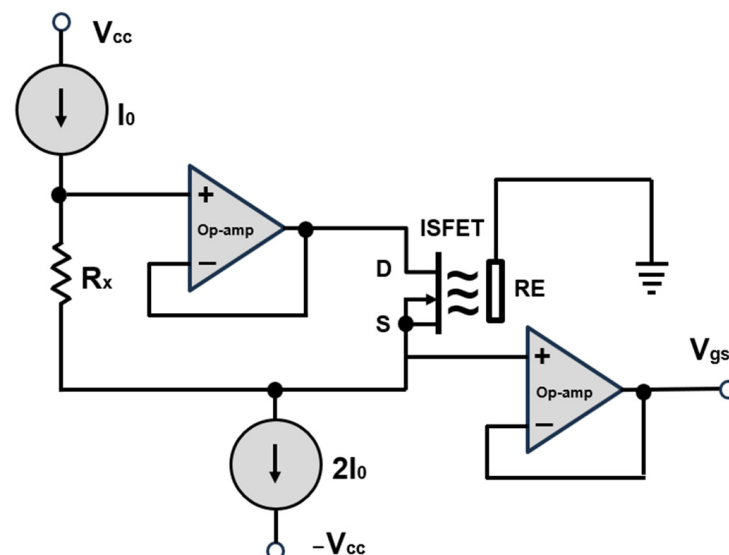 Vcc
I0
+
Op-amp
−
Rx
ISFET
D
S
RE
+
Op-amp
−
Vgs
2I0
−Vcc